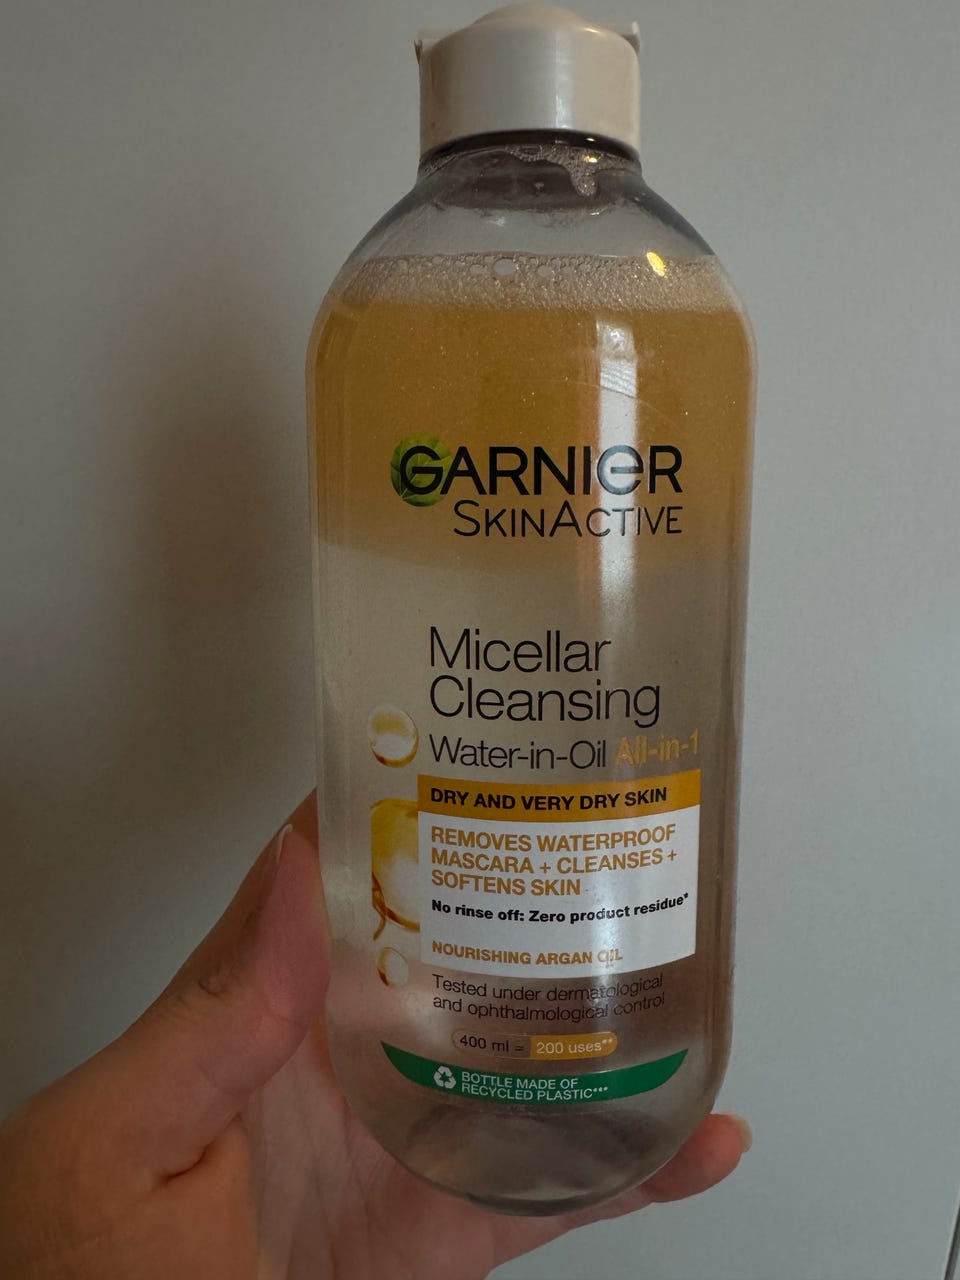 GARNIER
SKINACTIVE
Micellar
Cleansing
Water-in-Oil All-in-1
DRY AND VERY DRY SKIN
REMOVES WATERPROOF
MASCARA + CLEANSES +
SOFTENS SKIN
No rinse off: Zero product residue*
NOURISHING ARGAN OIL
Tested under dermatological
and ophthalmological control
400 ml = 200 uses**
BOTTLE MADE OF
RECYCLED PLASTIC***